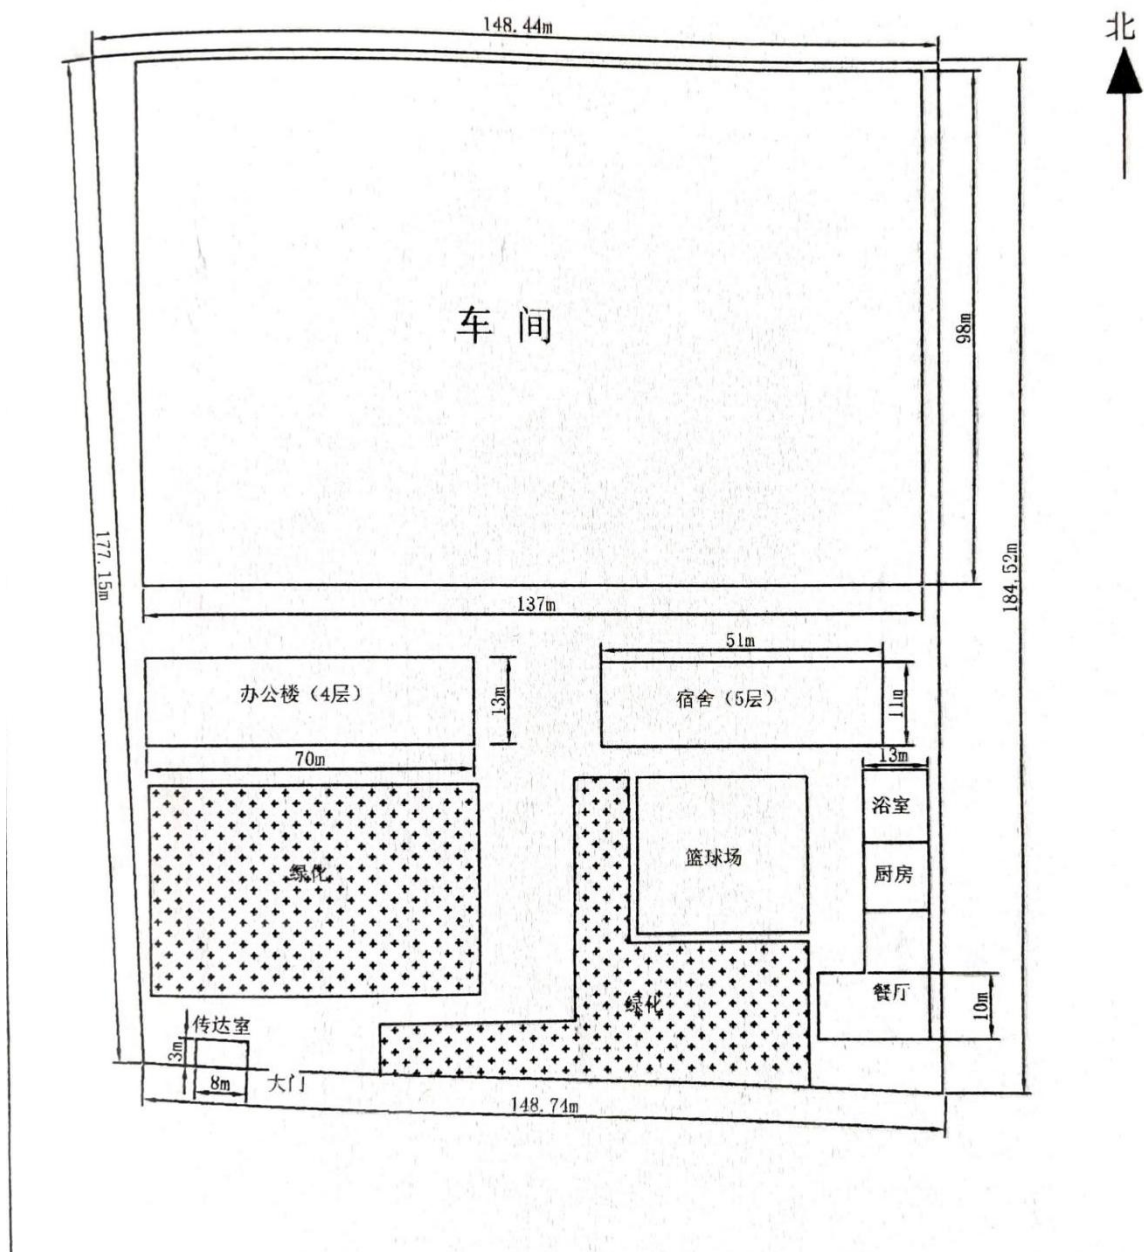 148.44m
北
车间
98m
177.15m
184.52m
137m
51m
办公楼（4层）
13m
宿舍（5层）
11m
70m
13m
浴室
篮球场
绿化
厨房
餐厅
绿化
10m
传达室
3m
8m
大门
148.74m